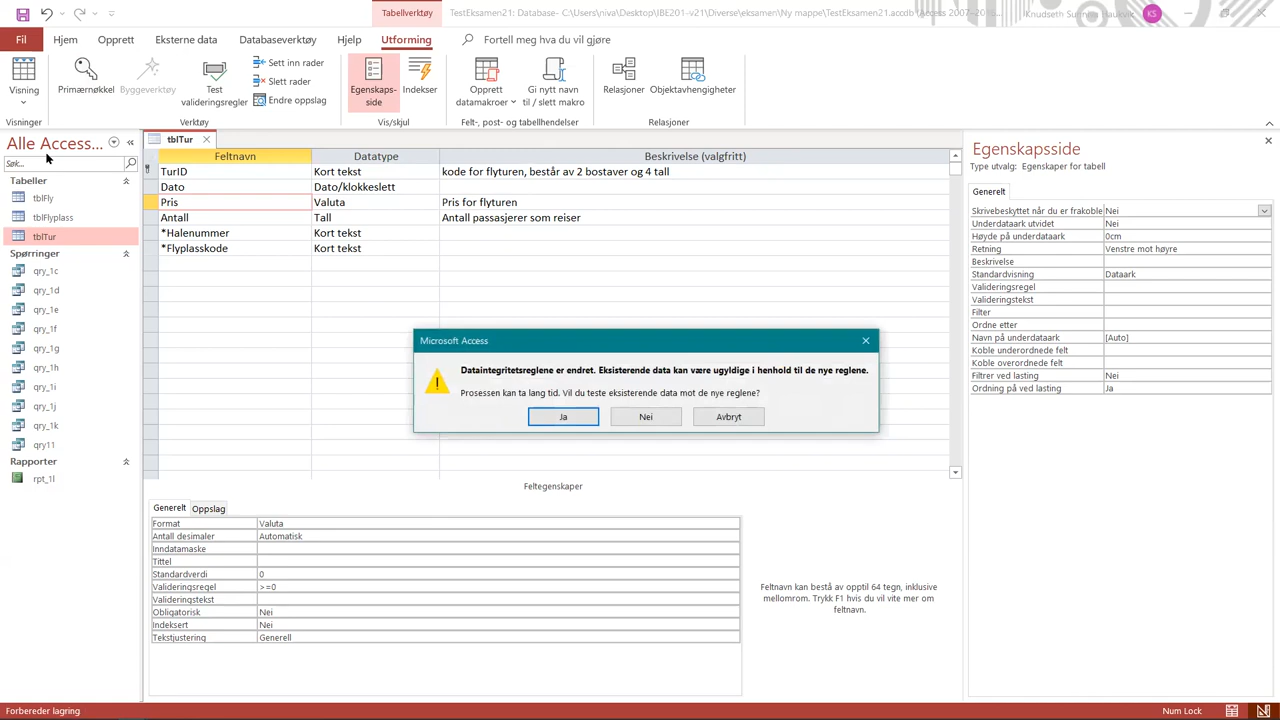 Tabellverktøy
TestEksamen21: Database- C:\Users\niva\Desktop\IBE201-v21\Diverse\eksamen\Ny mappe\TestEksamen21.accdb
KS
Fil
Hjem
Opprett
Eksterne data
Databaseverktøy
Hjelp
Utforming
Fortell meg hva du vil gjøre
Visning
Primærnøkkel
Byggeverktøy
Test
valideringsregler
Sett inn rader
Slett rader
Endre oppslag
Egenskaps-
side
Indekser
Opprett
datamakroer
Gi nytt navn
til / slett makro
Relasjoner
Objektavhengigheter
Visninger
Verktøy
Vis/skjul
Felt-, post- og tabellhendelser
Relasjoner
Alle Access...
Søk...
Tabeller
tblFly
tblFlyplass
tblTur
Spørringer
qry_1c
qry_1d
qry_1e
qry_1f
qry_1g
qry_1h
qry_1i
qry_1j
qry_1k
qry11
Rapporter
rpt_1l
tblTur
Feltnavn Datatype Beskrivelse (valgfritt)
TurID Kort tekst kode for flyturen, består av 2 bostaver og 4 tall
Dato Dato/klokkeslett
Pris Valuta Pris for flyturen
Antall Tall Antall passasjerer som reiser
*Halenummer Kort tekst
*Flyplasskode Kort tekst
Microsoft Access
Dataintegritetsreglene er endret. Eksisterende data kan være ugyldige i henhold til de nye reglene.
Prosessen kan ta lang tid. Vil du teste eksisterende data mot de nye reglene?
Ja
Nei
Avbryt
Feltegenskaper
Generelt
Oppslag
Format Valuta
Antall desimaler Automatisk
Inndatamaske
Tittel
Standardverdi 0
Valideringsregel >=0
Valideringstekst
Obligatorisk Nei
Indeksert Nei
Tekstjustering Generell
Feltnavn kan bestå av opptil 64 tegn, inklusive
mellomrom. Trykk F1 hvis du vil vite mer om
feltnavn.
Egenskapsside
Type utvalg: Egenskaper for tabell
Generelt
Skrivebeskyttet når du er frakoble Nei
Underdataark utvidet Nei
Høyde på underdataark 0cm
Retning Venstre mot høyre
Beskrivelse
Standardvisning Dataark
Valideringsregel
Valideringstekst
Filter
Ordne etter
Navn på underdataark [Auto]
Koble underordnede felt
Koble overordnede felt
Filtrer ved lasting Nei
Ordning på ved lasting Ja
Forbereder lagring
Num Lock